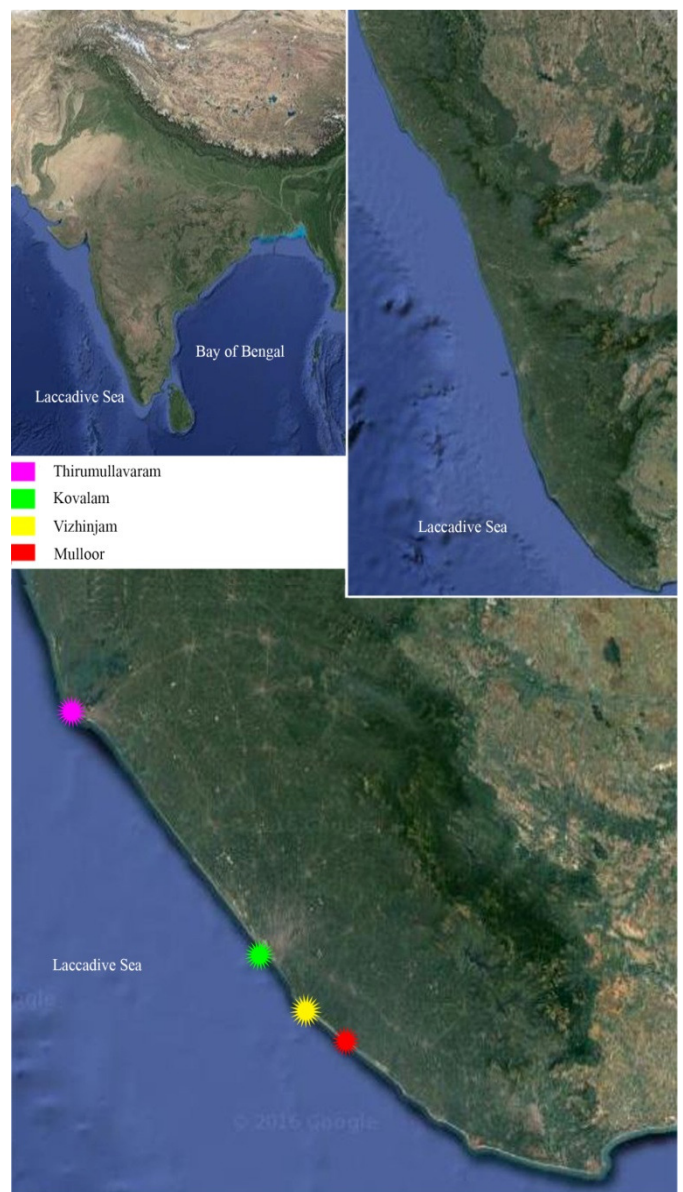 Bay of Bengal
Laccadive Sea
Laccadive Sea
Thirumullavaram
Kovalam
Vizhinjam
Mulloor
Laccadive Sea
© 2016 Google